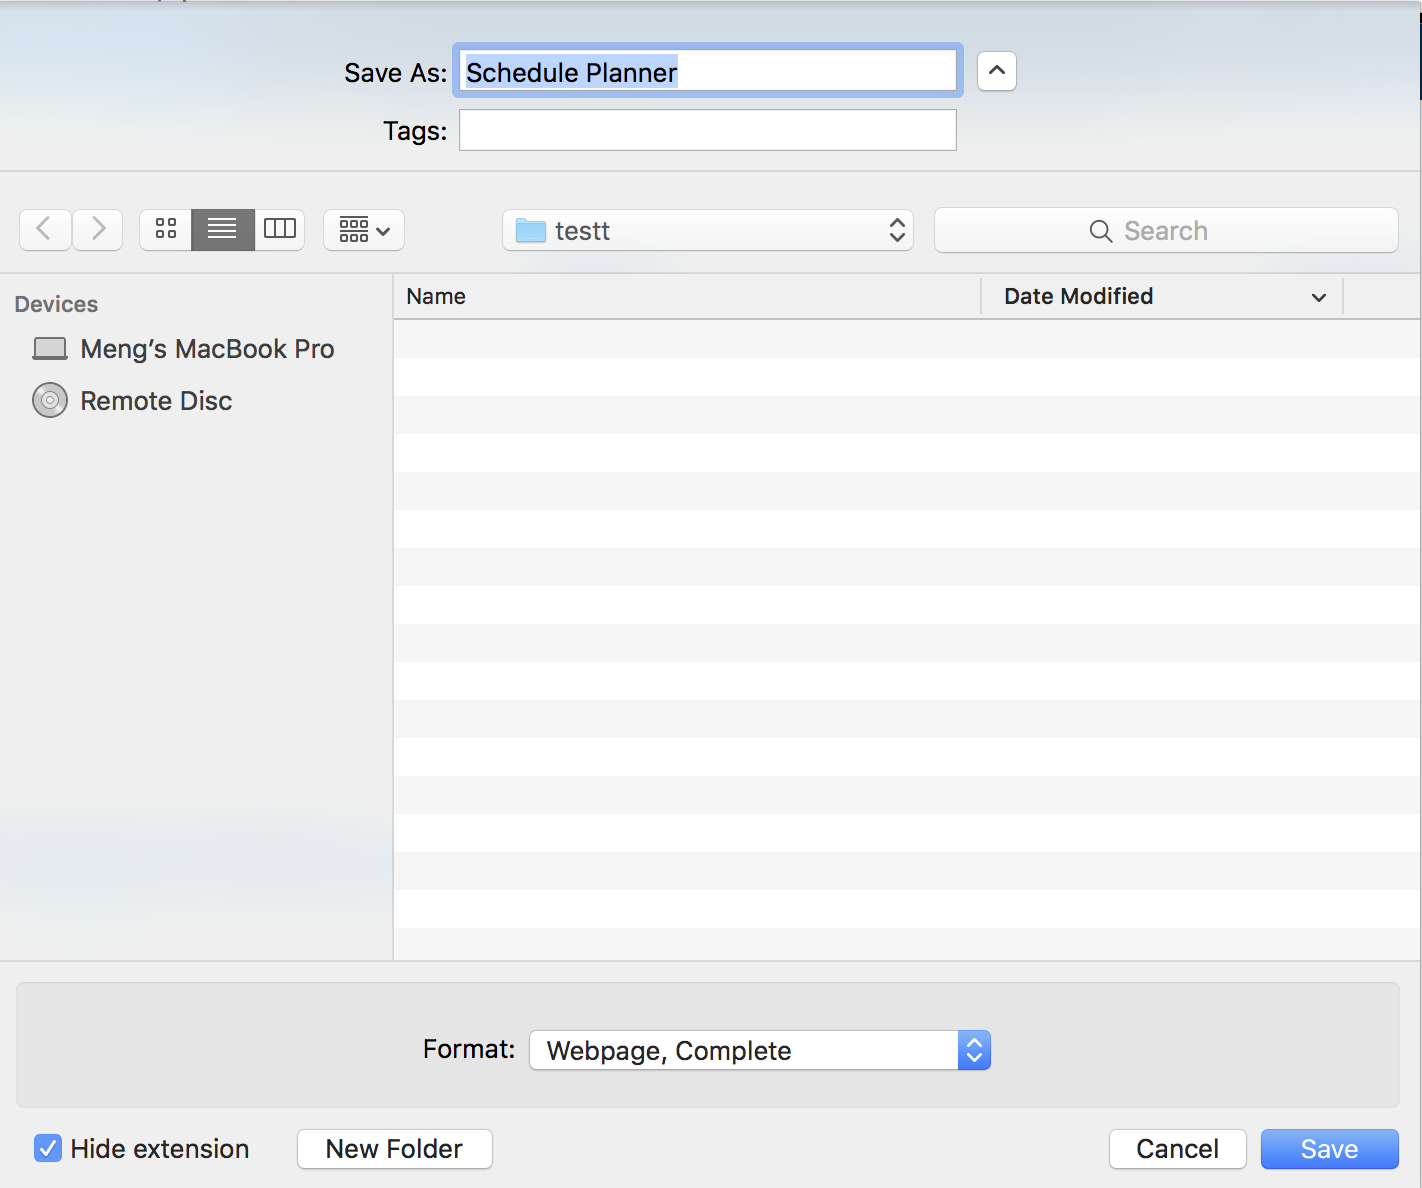 Save As: Schedule Planner
Tags:
testt
Search
Devices
Meng’s MacBook Pro
Remote Disc
Name
Date Modified
Format: Webpage, Complete
Hide extension
New Folder
Cancel
Save